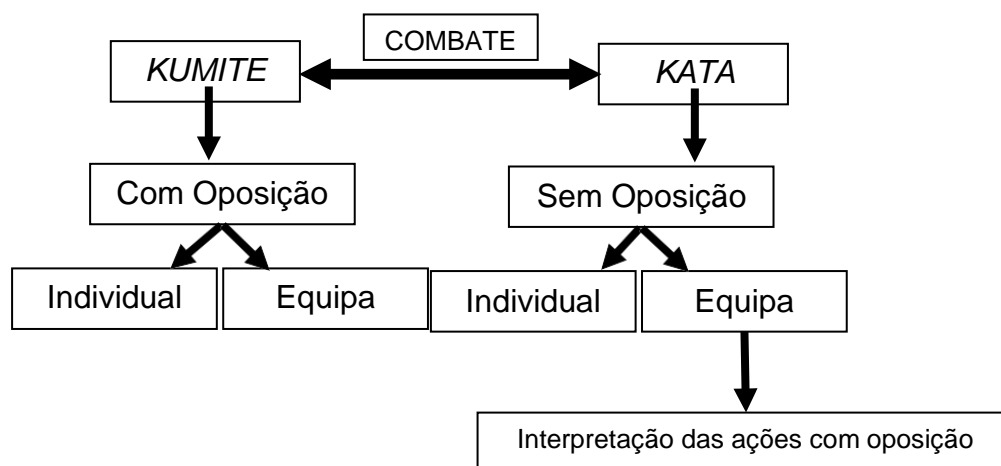 COMBATE
KUMITE
KATA
Com Oposição
Sem Oposição
Individual
Equipa
Individual
Equipa
Interpretação das ações com oposição